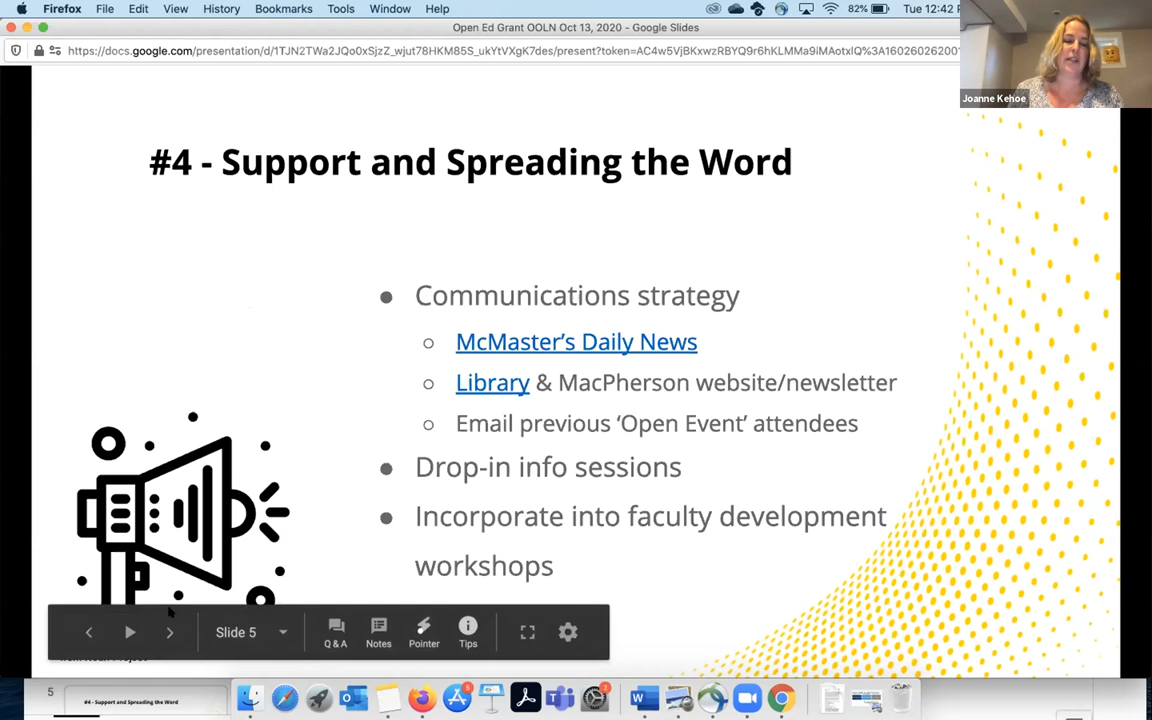 Firefox File Edit View History Bookmarks Tools Window Help 82% Tue 12:42
Open Ed Grant OOLN Oct 13, 2020 - Google Slides
Joanne Kehoe
#4 - Support and Spreading the Word
● Communications strategy
○ McMaster's Daily News
○ Library & MacPherson website/newsletter
○ Email previous ‘Open Event’ attendees
● Drop-in info sessions
● Incorporate into faculty development
workshops
Slide 5
Q & A Notes Pointer Tips
5
#4 - Support and Spreading the Word